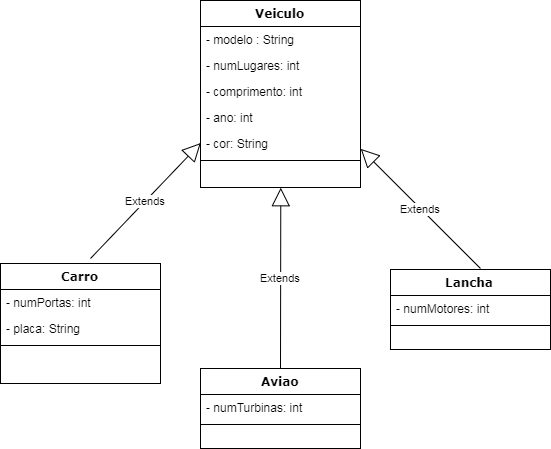 Veiculo
- modelo : String
- numLugares: int
- comprimento: int
- ano: int
- cor: String
Extends
Extends
Extends
Carro
- numPortas: int
- placa: String
Lancha
- numMotores: int
Aviao
- numTurbinas: int